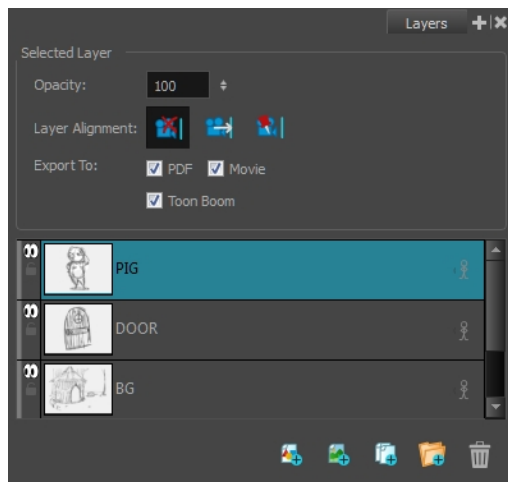 Layers
Selected Layer
Opacity: 100
Layer Alignment:
Export To: PDF Movie
Toon Boom
PIG
DOOR
BG